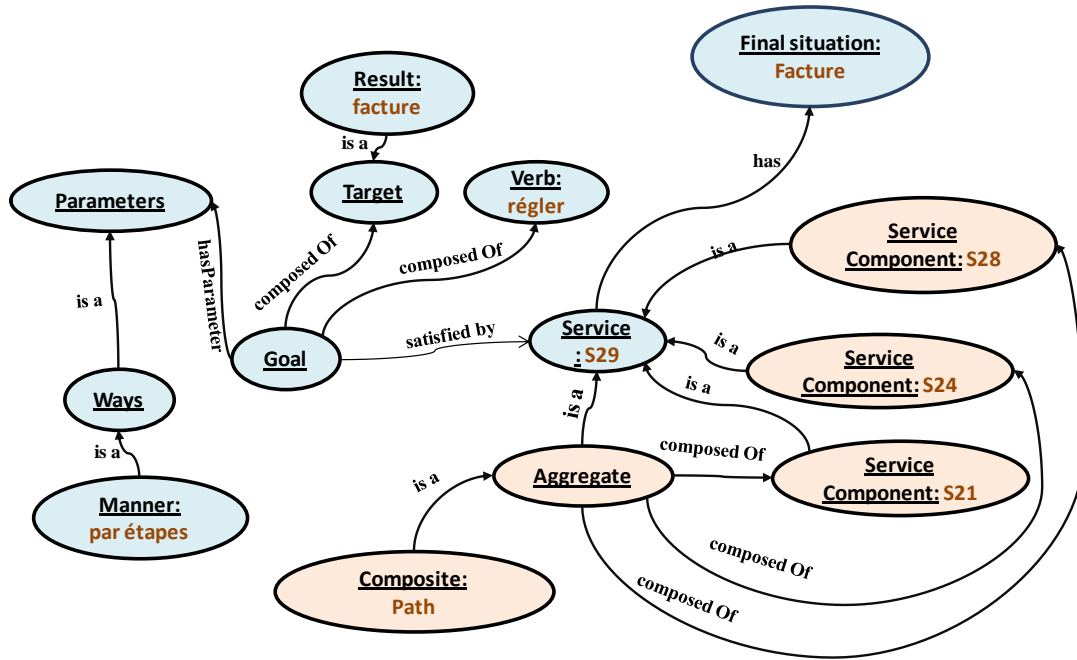 Final situation:
Facture
Result:
facture
is a
has
Parameters
Target
Verb:
régler
composed Of
composed Of
hasParameter
is a
is a
Service
Component: S28
satisfied by
Goal
Service
: S29
is a
Service
Component: S24
Ways
is a
is a
is a
composed Of
Aggregate
Service
Component: S21
is a
Manner:
par étapes
composed Of
composed Of
Composite:
Path